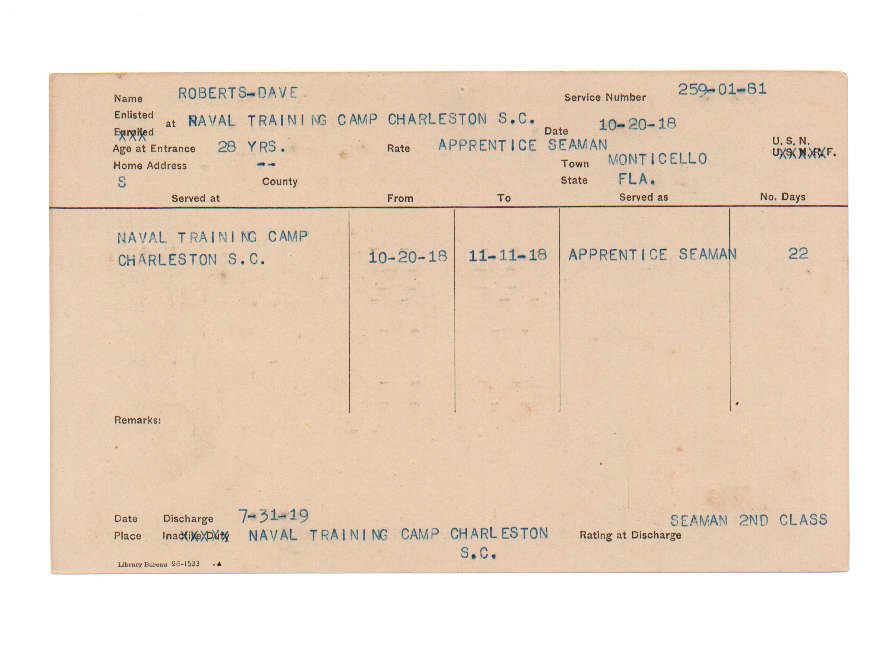 Name ROBERTS-DAVE Service Number 259-01-81
Enlisted
Enrolled at NAVAL TRAINING CAMP CHARLESTON S.C. Date 10-20-18
Age at Entrance 28 YRS. Rate APPRENTICE SEAMAN U. S. N.
U. S. N. R. F.
Home Address -- Town MONTICELLO
S County State FLA.
Served at From To Served as No. Days
NAVAL TRAINING CAMP
CHARLESTON S.C. 10-20-18 11-11-18 APPRENTICE SEAMAN 22
Remarks:
Date Discharge 7-31-19
Place Inactive Duty NAVAL TRAINING CAMP CHARLESTON S.C. Rating at Discharge SEAMAN 2ND CLASS
Library Bureau 26-1533